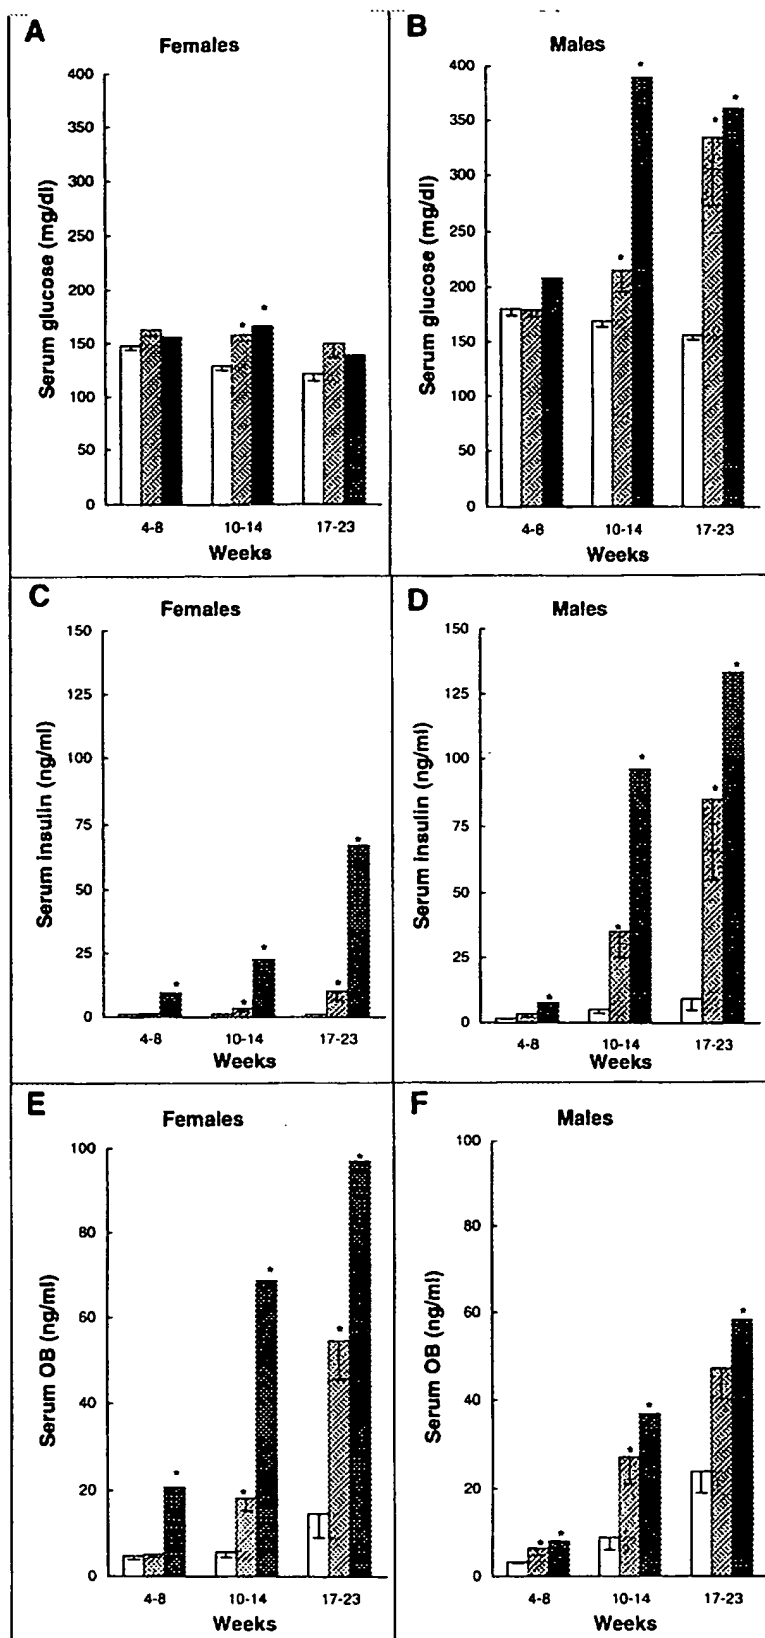 A
Females
400
350
300
250
200
150
100
50
0
Serum glucose (mg/dl)
* *
4-8 10-14 17-23
Weeks
B
Males
400
350
300
250
200
150
100
50
0
Serum glucose (mg/dl)
* * * *
4-8 10-14 17-23
Weeks
C
Females
150
125
100
75
50
25
0
Serum insulin (ng/ml)
* * * * *
4-8 10-14 17-23
Weeks
D
Males
150
125
100
75
50
25
0
Serum insulin (ng/ml)
* * * * *
4-8 10-14 17-23
Weeks
E
Females
100
80
60
40
20
0
Serum OB (ng/ml)
* * * * *
4-8 10-14 17-23
Weeks
F
Males
100
80
60
40
20
0
Serum OB (ng/ml)
* * * * *
4-8 10-14 17-23
Weeks